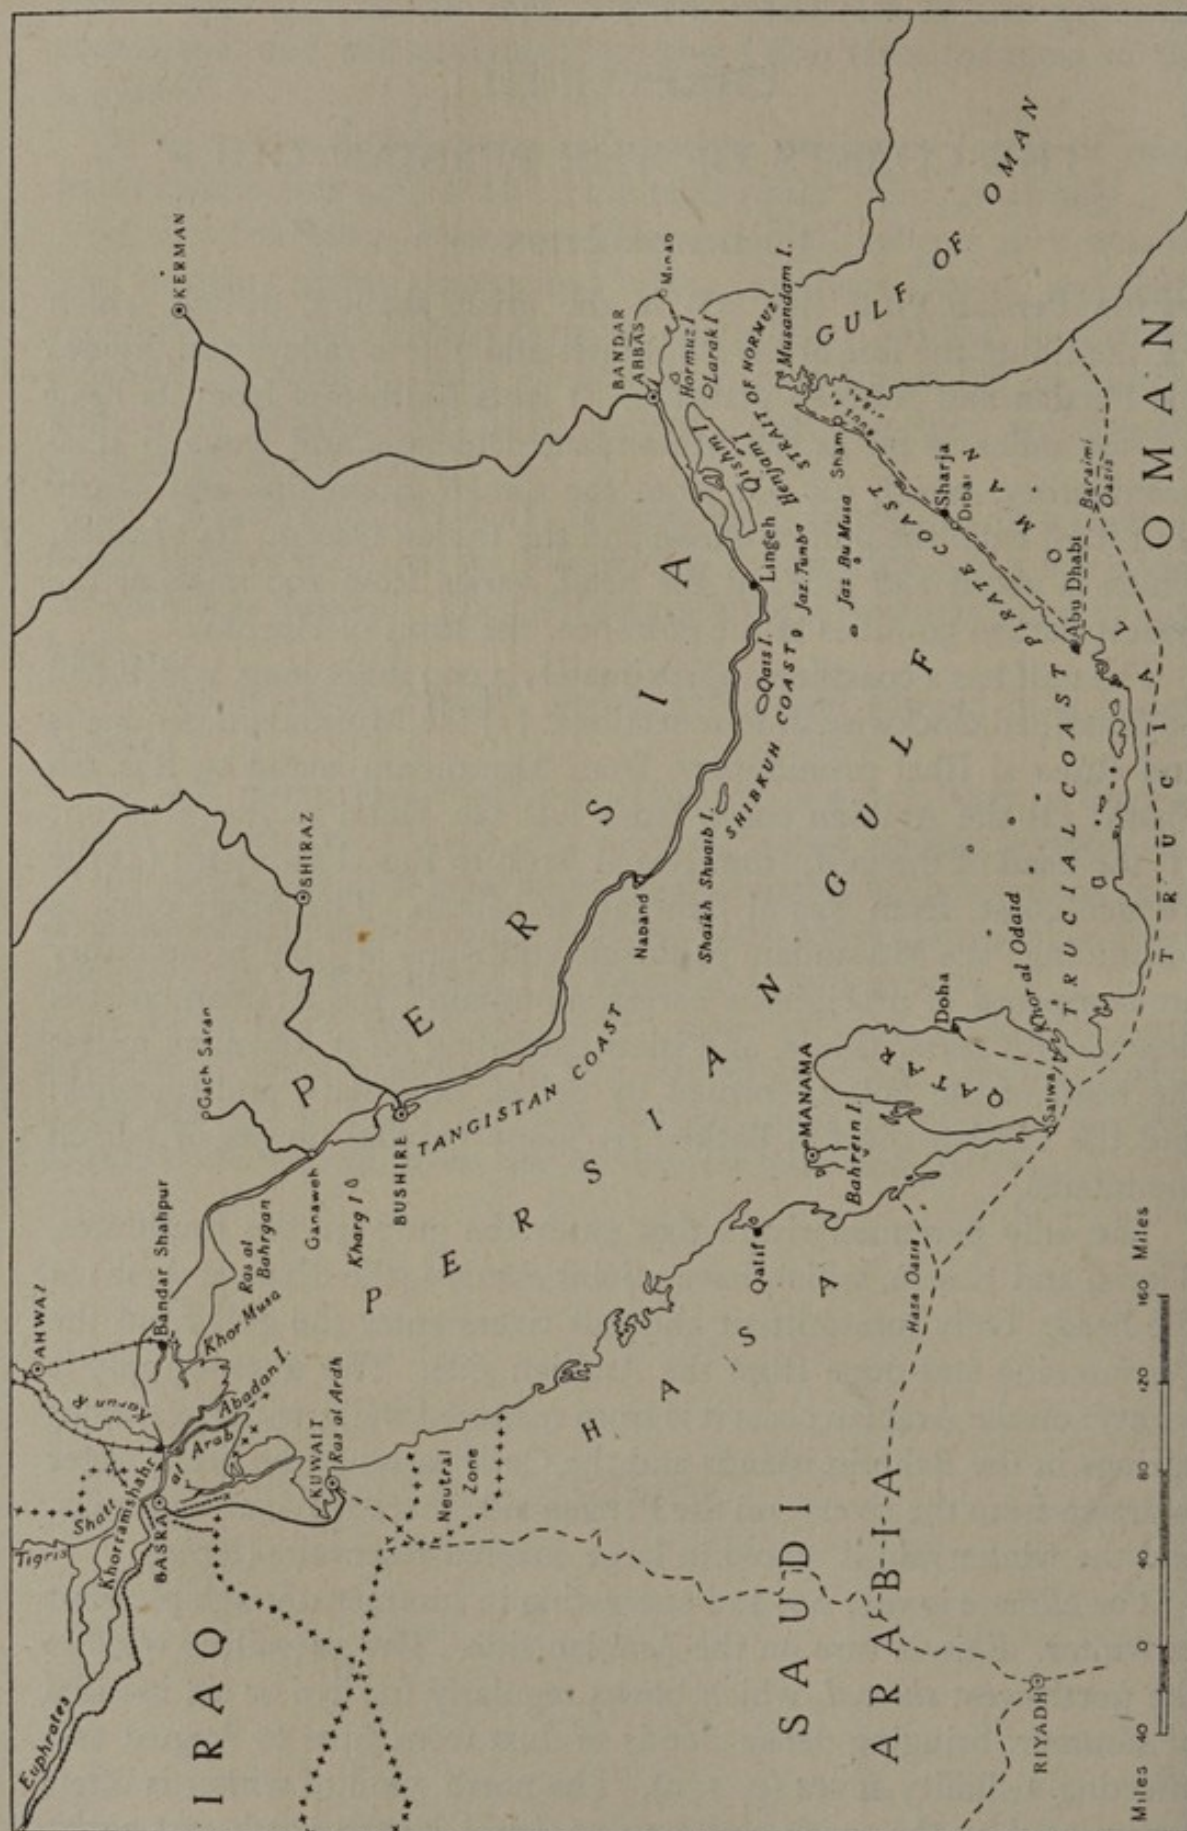 Euphrates
Tigris
Shatt
al
Arab
Karun R.
AHWAZ
Khorramshahr
BASRA
IRAQ
Bandar Shahpur
Khor Musa
Ras al
Bahrgan
Abadan I.
KUWAIT
Ras al Ardh
Neutral
Zone
Gach Saran
Ganaweh
Kharg I
BUSHIRE
SHIRAZ
KERMAN
PERSIA
TANGISTAN COAST
Naband
Shaikh Shuaib I.
SHIBKUH COAST
Qais I.
Lingeh
Jaz. Tunba
Jaz Bu Musa
BANDAR
ABBAS
Minao
Hormuz I
Larak I
Qishm I
Henjam I
STRAIT OF HORMUZ
Musandam I.
GULF OF OMAN
PERSIAN GULF
Sham
PIRATE COAST
Sharja
Dibai
Abu Dhabi
Baraimi
Oasis
TRUCIAL OMAN
OMAN
TRUCIAL COAST
Khor al Odaid
Doha
QATAR
Salwa
MANAMA
Bahrein I.
Qatif
HASA
Hasa Oasis
SAUDI
ARABIA
RIYADH
Miles 40 0 40 80 120 160 Miles